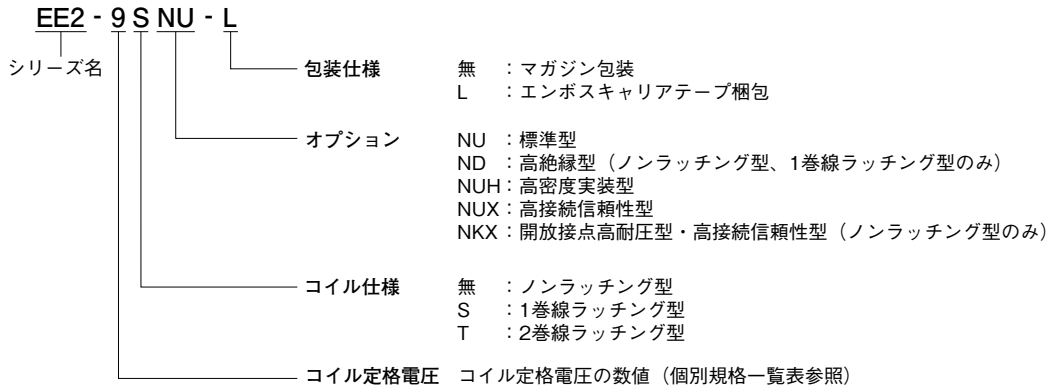 EE2 - 9 S NU - L
シリーズ名
包装仕様 無 ：マガジン包装
L ：エンボスキャリアテープ梱包
オプション NU ：標準型
ND ：高絶縁型（ノンラッチング型、1巻線ラッチング型のみ）
NUH：高密度実装型
NUX：高接続信頼性型
NKX：開放接点高耐圧型・高接続信頼性型（ノンラッチング型のみ）
コイル仕様 無 ：ノンラッチング型
S ：1巻線ラッチング型
T ：2巻線ラッチング型
コイル定格電圧 コイル定格電圧の数値（個別規格一覧表参照）